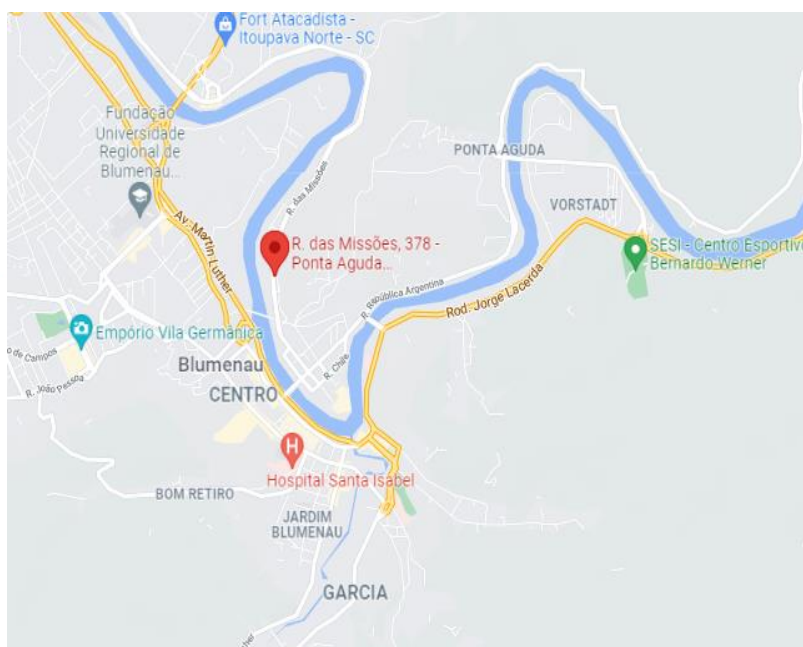 Fort Atacadista -
Itoupava Norte - SC
Fundação
Universidade
Regional de
Blumenau...
PONTA AGUDA
R. das Missões
VORSTADT
Av. Martin Luther
R. das Missões, 378 -
Ponta Aguda...
SESI - Centro Esportivo
Bernardo Werner
R. República Argentina
Rod. Jorge Lacerda
Empório Vila Germânica
de Campos
Blumenau
R. Chile
CENTRO
R. João Pessoa
H
Hospital Santa Isabel
BOM RETIRO
JARDIM
BLUMENAU
GARCIA